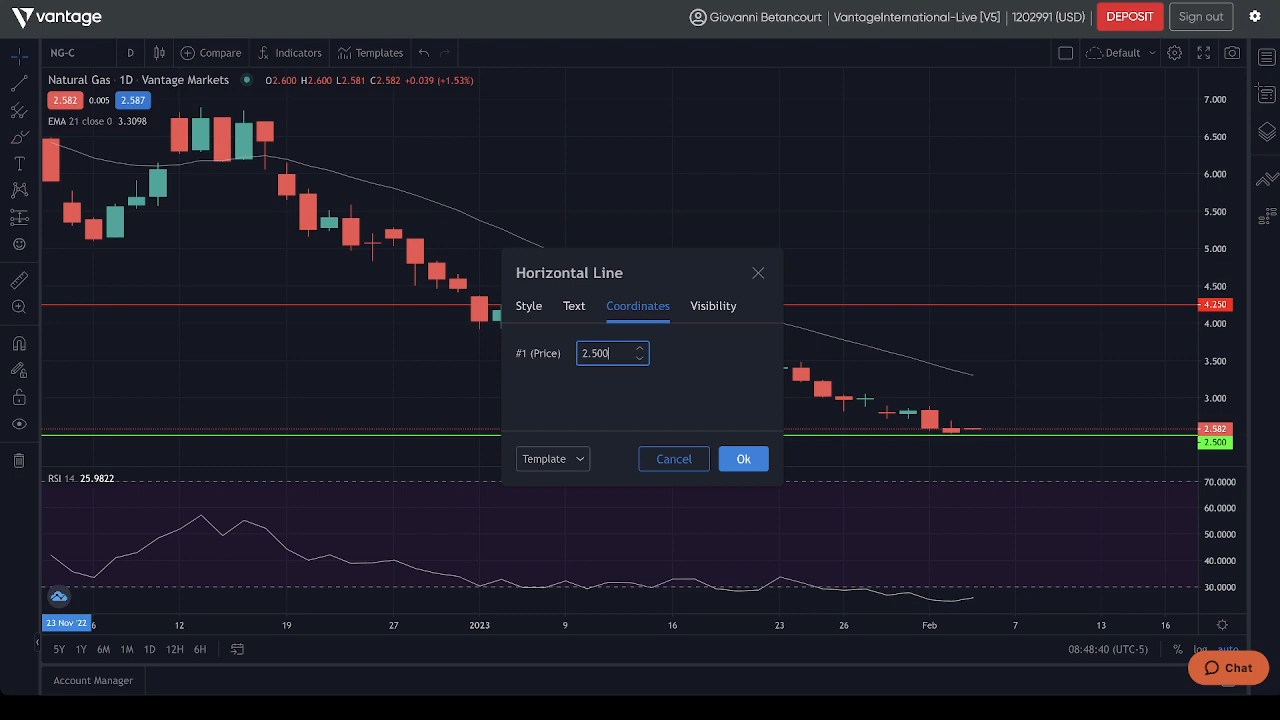 vantage
Giovanni Betancourt | VantageInternational-Live [V5] | 1202991 (USD) |
DEPOSIT
Sign out
NG-C D Compare Indicators Templates Default
Natural Gas · 1D · Vantage Markets O2.600 H2.600 L2.581 C2.582 +0.039 (+1.53%)
2.582 0.005 2.587
EMA 21 close 0 3.3098
7.000
6.500
6.000
5.500
5.000
4.500
4.250
4.000
3.500
3.000
2.582
2.500
Horizontal Line
Style Text Coordinates Visibility
#1 (Price) 2.500
Template Cancel Ok
RSI 14 25.9822
70.0000
60.0000
50.0000
40.0000
30.0000
23 Nov '22 6 12 19 27 2023 9 16 23 26 Feb 7 13 16
5Y 1Y 6M 1M 1D 12H 6H
08:48:40 (UTC-5) % log auto
Chat
Account Manager